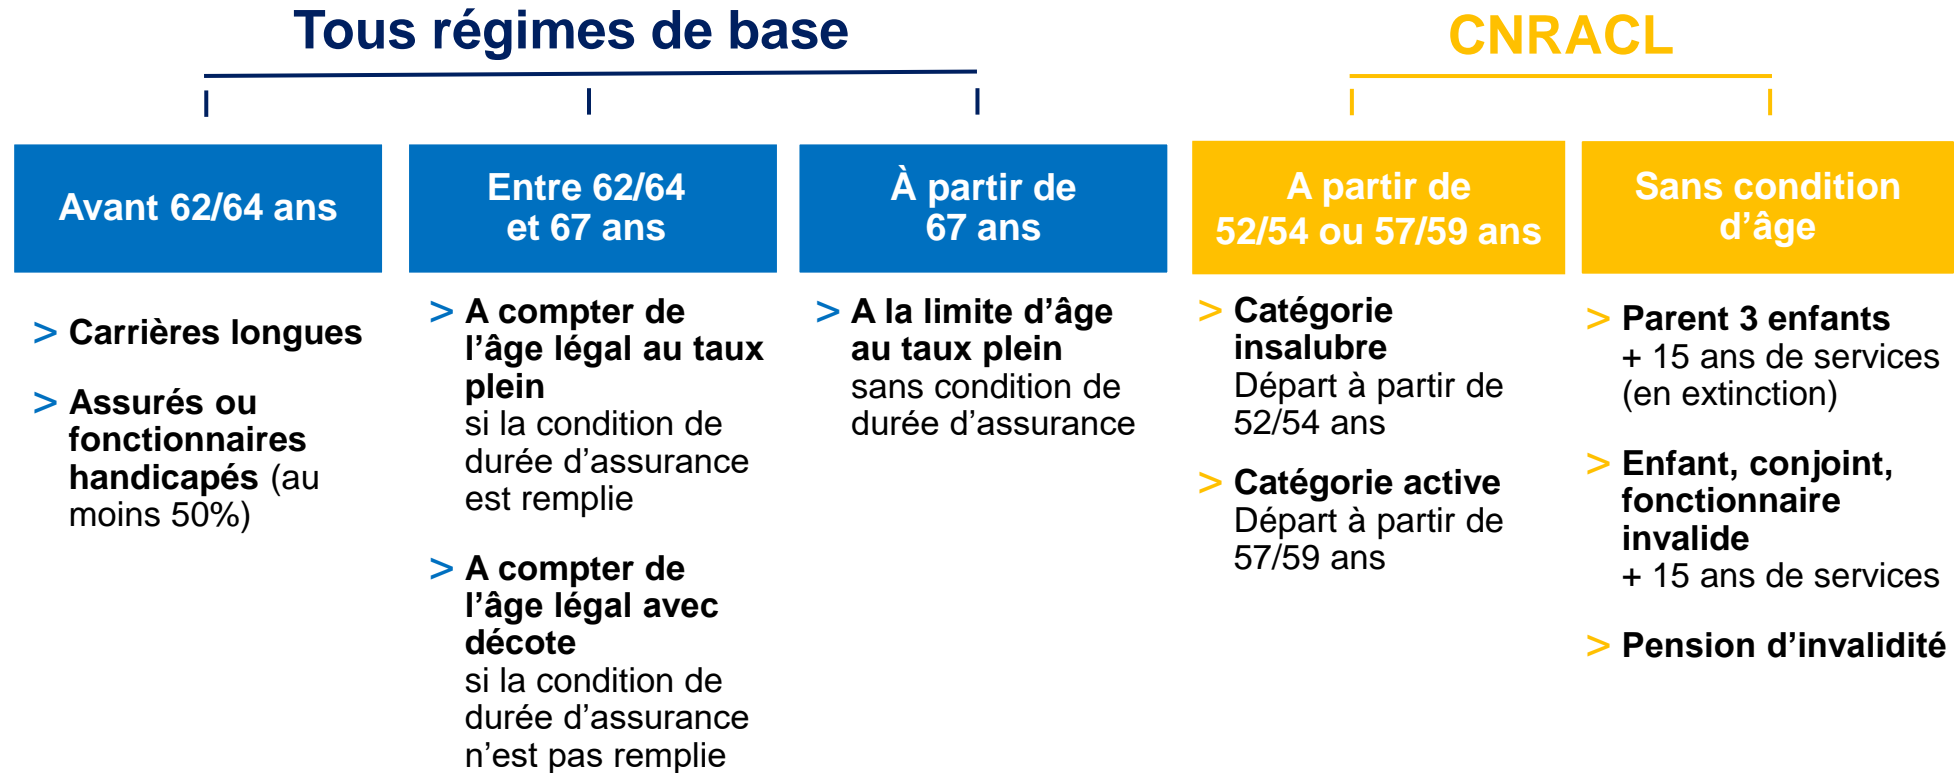 Tous régimes de base
CNRACL
Avant 62/64 ans
Entre 62/64
et 67 ans
À partir de
67 ans
A partir de
52/54 ou 57/59 ans
Sans condition
d’âge
> Carrières longues
> Assurés ou
fonctionnaires
handicapés (au
moins 50%)
> A compter de
l’âge légal au taux
plein
si la condition de
durée d’assurance
est remplie
> A compter de
l’âge légal avec
décote
si la condition de
durée d’assurance
n’est pas remplie
> A la limite d’âge
au taux plein
sans condition de
durée d’assurance
> Catégorie
insalubre
Départ à partir de
52/54 ans
> Catégorie active
Départ à partir de
57/59 ans
> Parent 3 enfants
+ 15 ans de services
(en extinction)
> Enfant, conjoint,
fonctionnaire
invalide
+ 15 ans de services
> Pension d’invalidité